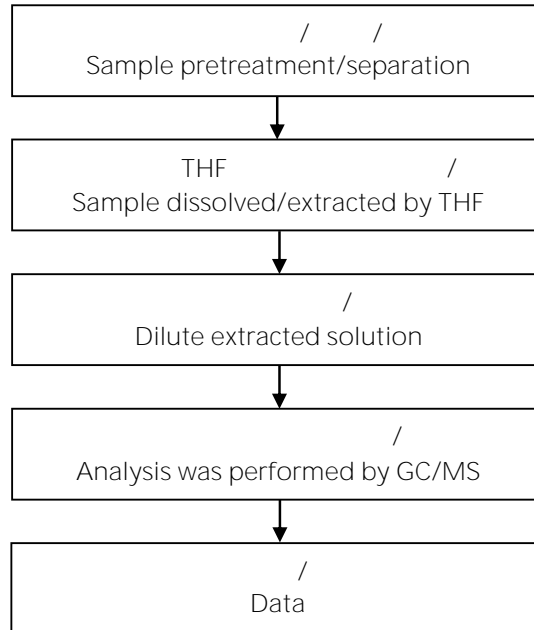 / /
Sample pretreatment/separation
THF /
Sample dissolved/extracted by THF
/
Dilute extracted solution
/
Analysis was performed by GC/MS
/
Data